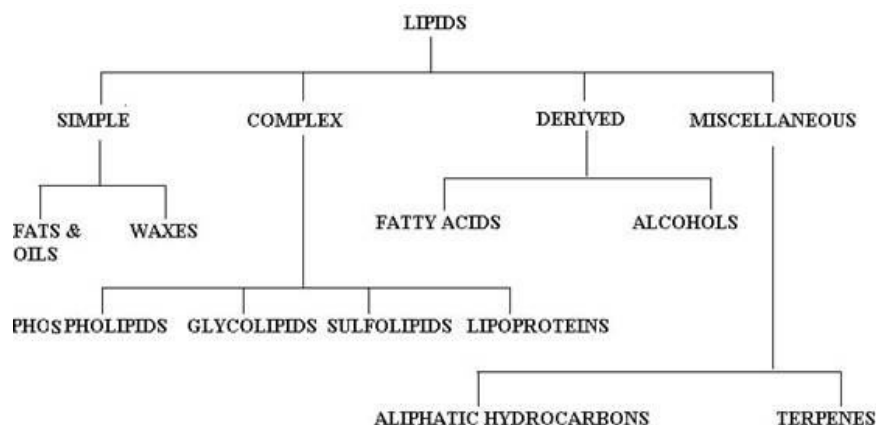 LIPIDS
SIMPLE COMPLEX DERIVED MISCELLANEOUS
FATS & WAXES FATTY ACIDS ALCOHOLS
OILS
PHOSPHOLIPIDS GLYCOLIPIDS SULFOLIPIDS LIPOPROTEINS
ALIPHATIC HYDROCARBONS TERPENES